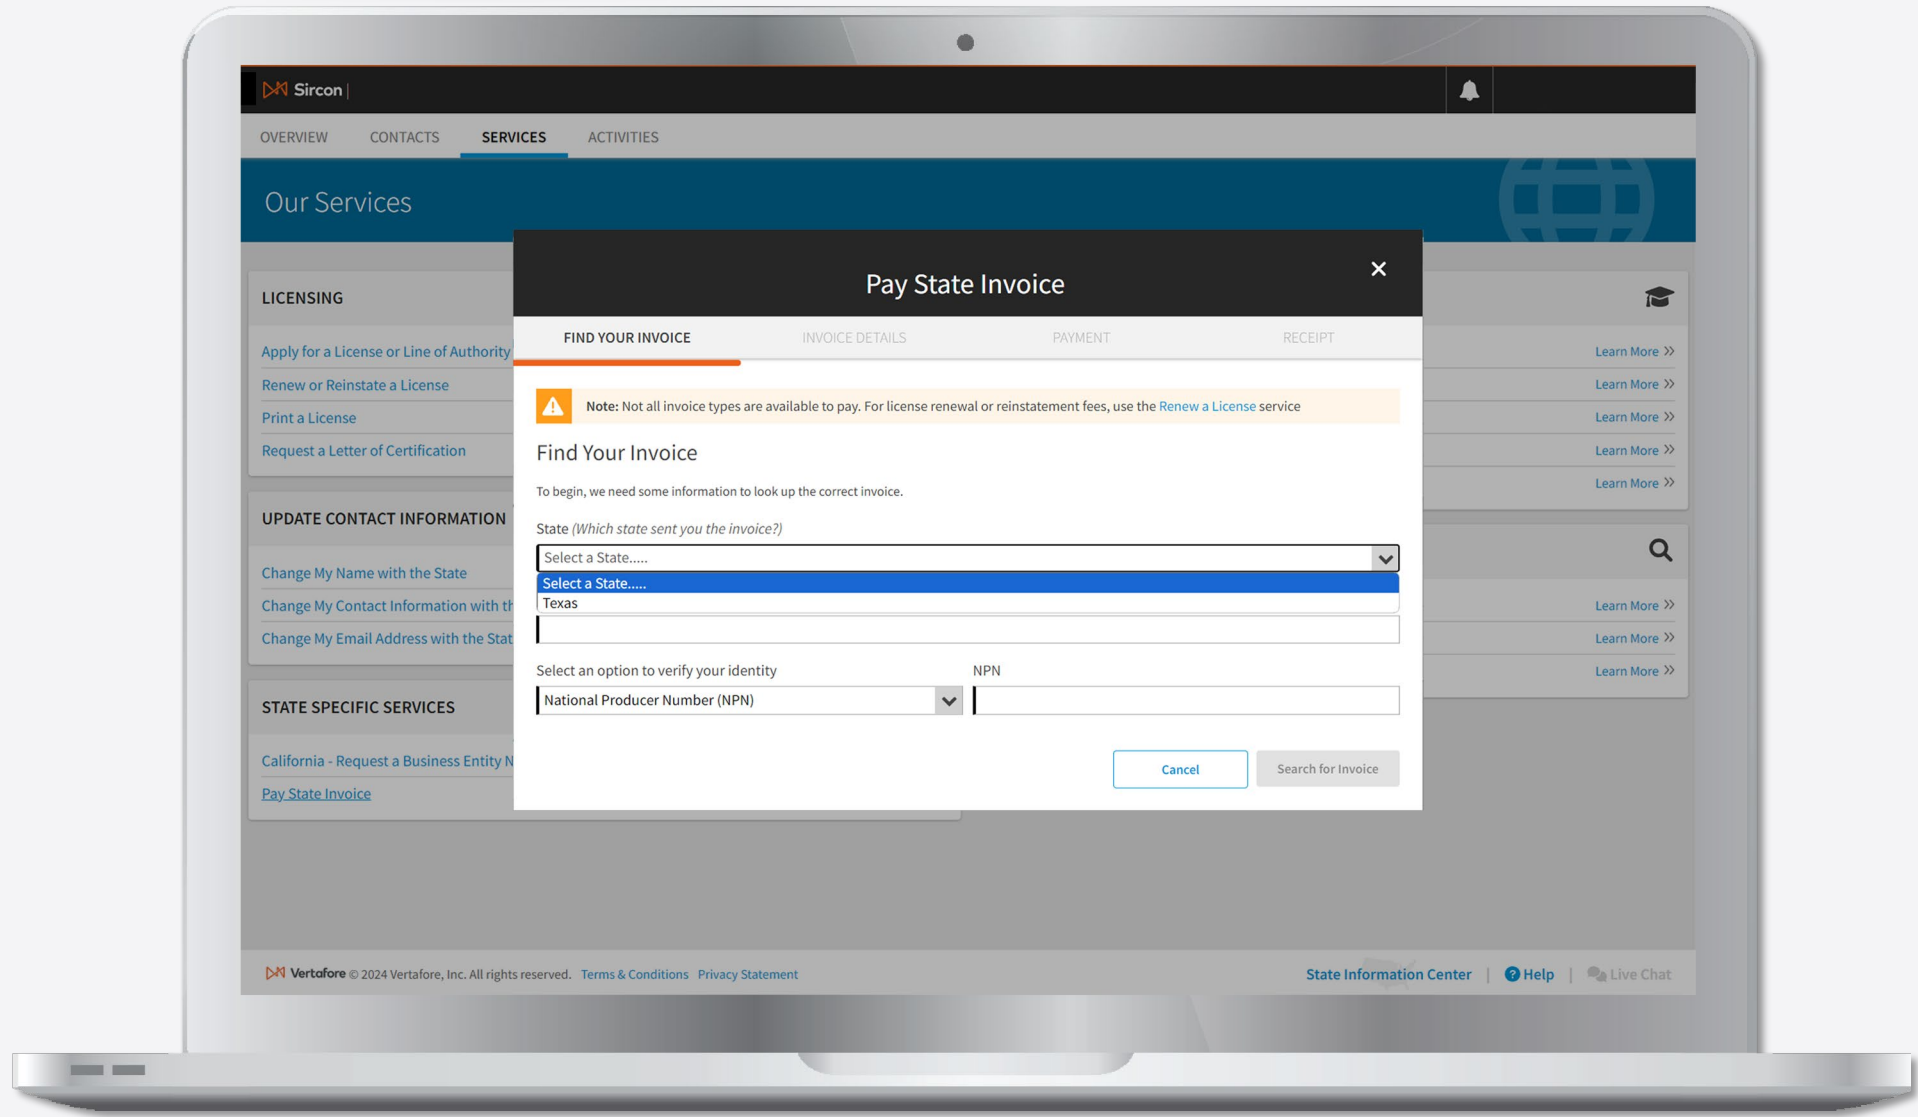 Sircon
OVERVIEW CONTACTS SERVICES ACTIVITIES
Our Services
LICENSING
Apply for a License or Line of Authority
Renew or Reinstate a License
Print a License
Request a Letter of Certification
UPDATE CONTACT INFORMATION
Change My Name with the State
Change My Contact Information with th
Change My Email Address with the Stat
STATE SPECIFIC SERVICES
California - Request a Business Entity N
Pay State Invoice
Pay State Invoice
FIND YOUR INVOICE INVOICE DETAILS PAYMENT RECEIPT
Note: Not all invoice types are available to pay. For license renewal or reinstatement fees, use the Renew a License service
Find Your Invoice
To begin, we need some information to look up the correct invoice.
State (Which state sent you the invoice?)
Select a State.....
Select a State.....
Texas
Select an option to verify your identity NPN
National Producer Number (NPN)
Cancel Search for Invoice
Learn More
Learn More
Learn More
Learn More
Learn More
Learn More
Learn More
Learn More
Vertafore © 2024 Vertafore, Inc. All rights reserved. Terms & Conditions Privacy Statement
State Information Center | Help | Live Chat